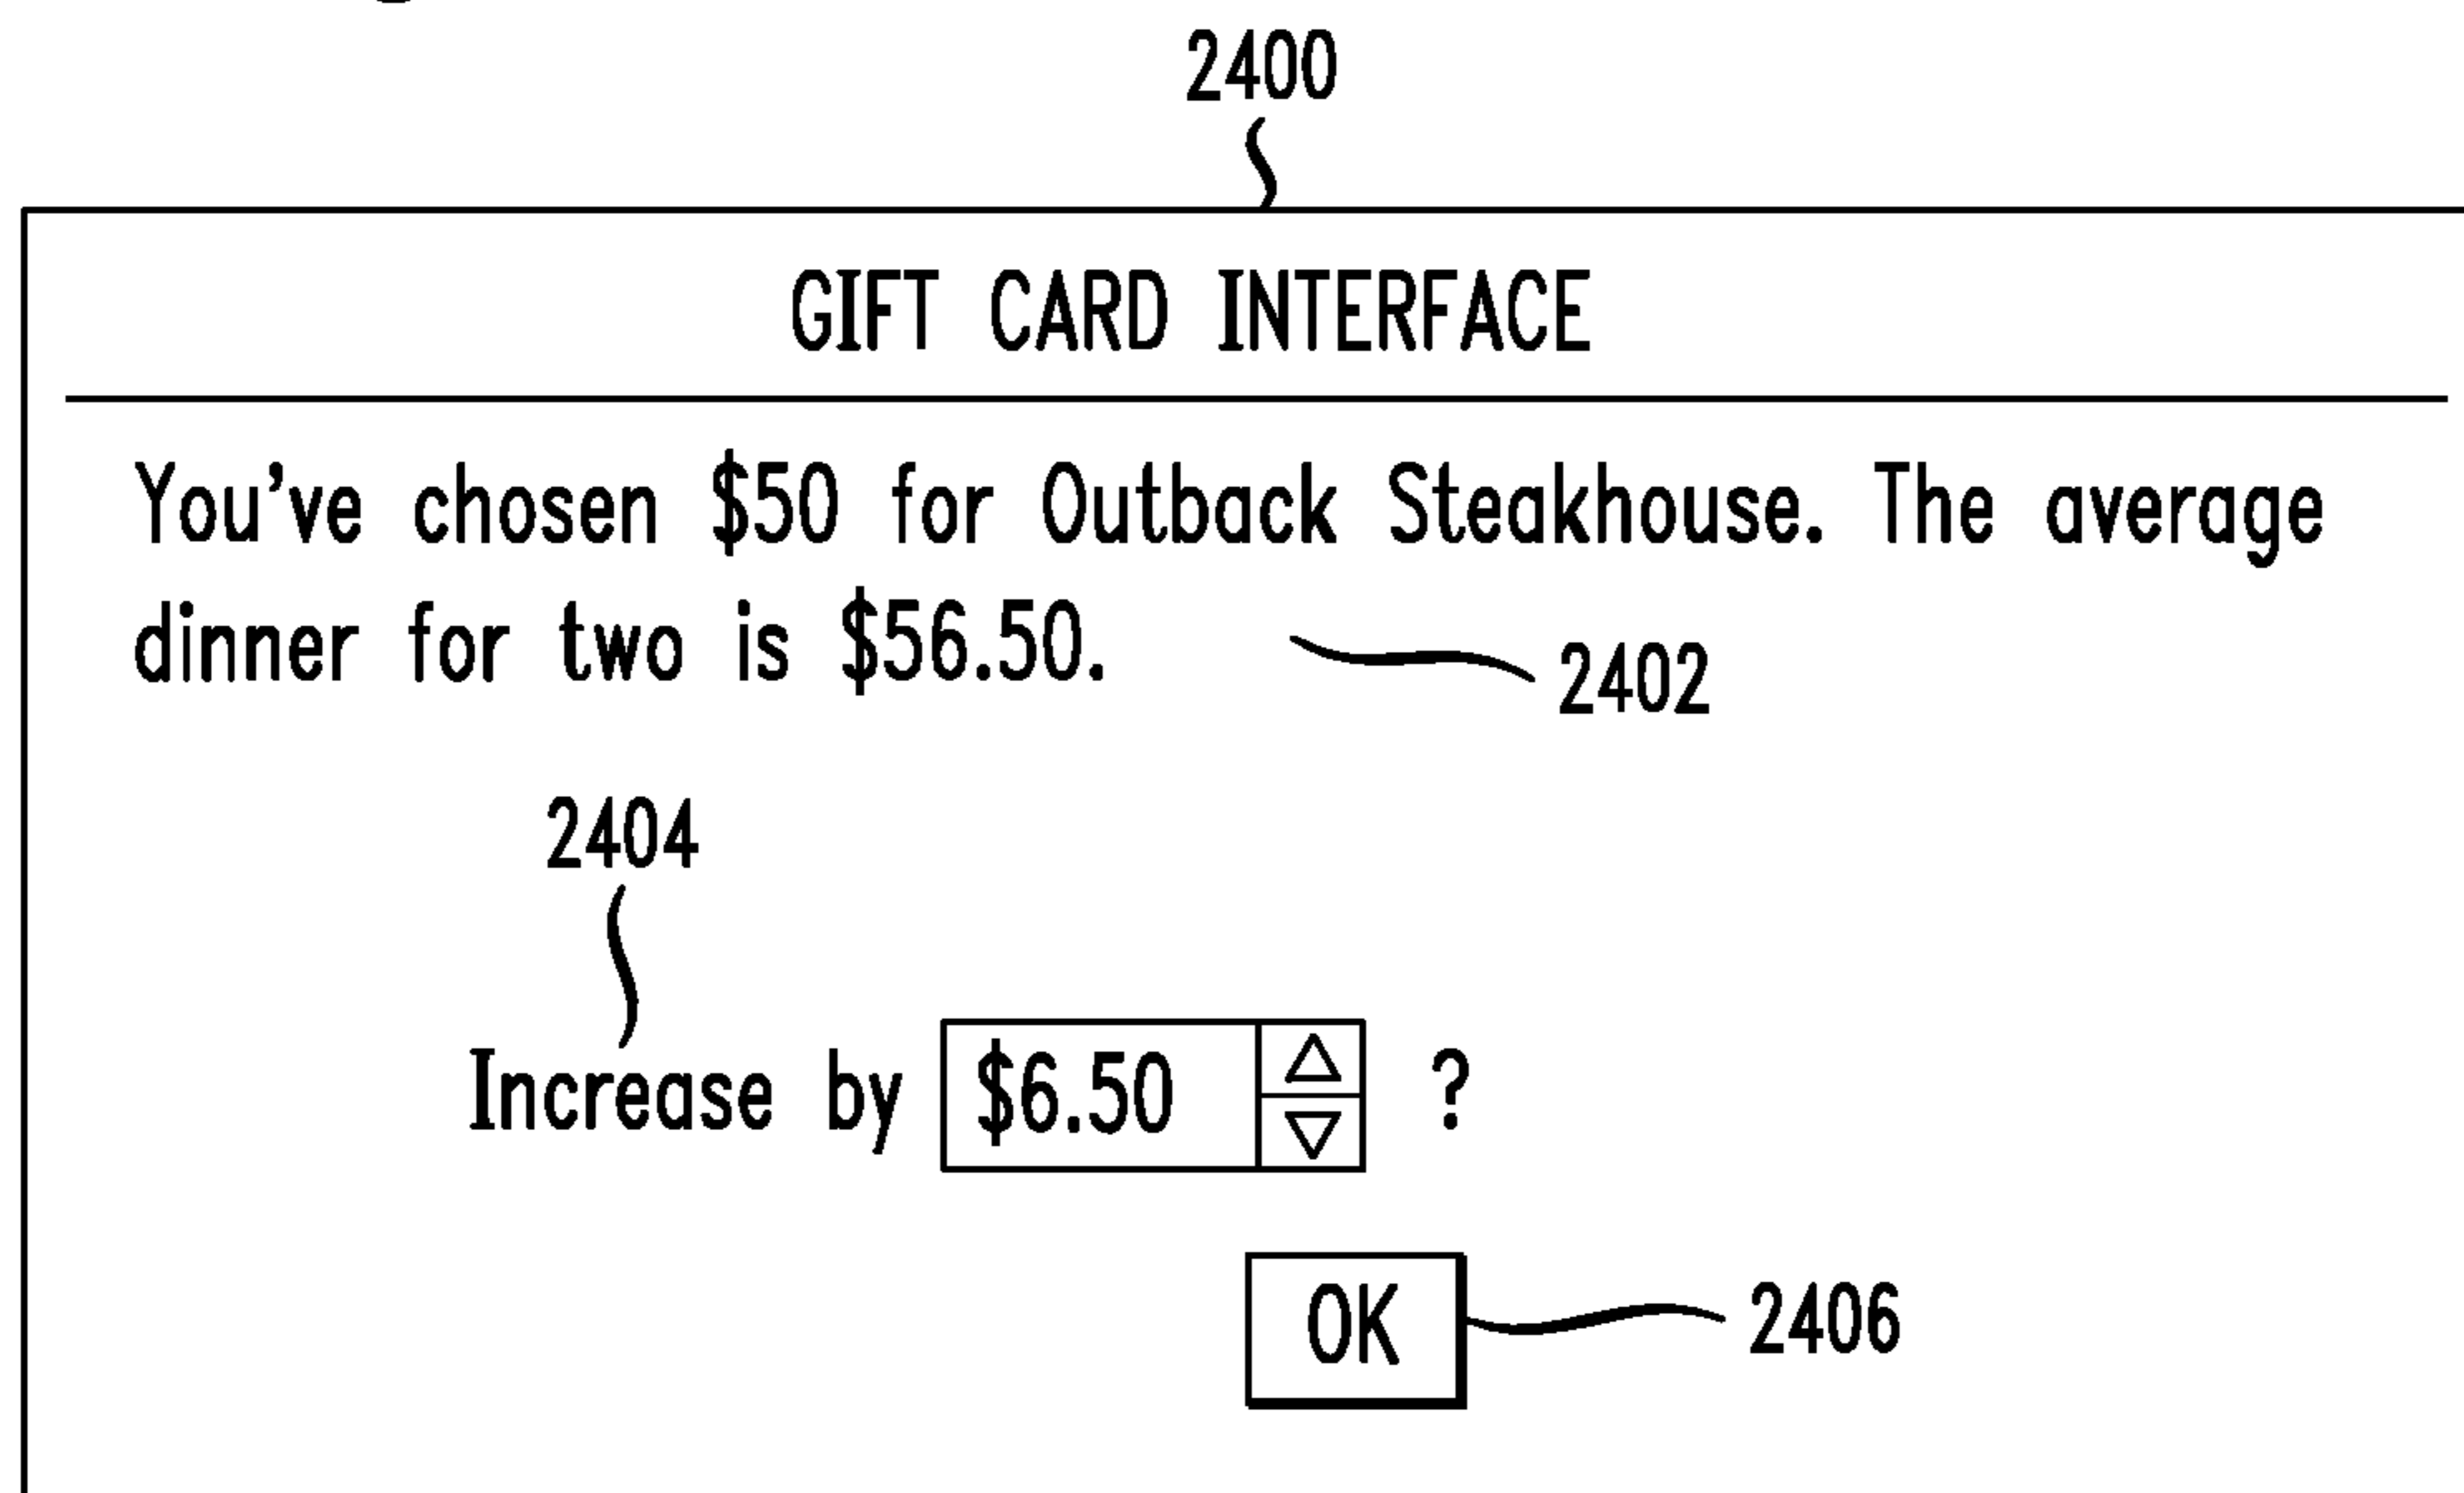 2400
GIFT CARD INTERFACE
You've chosen $50 for Outback Steakhouse. The average
dinner for two is $56.50.
2402
2404
Increase by $6.50 ?
OK 2406